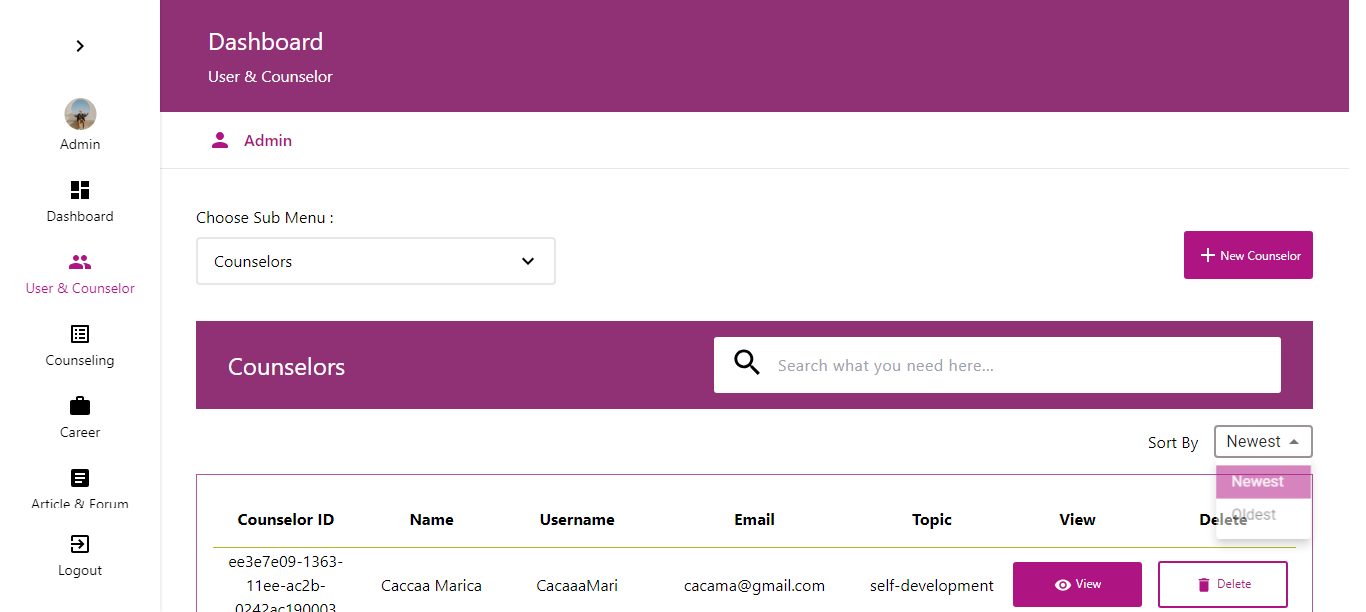 Dashboard
User & Counselor
Admin
Admin
Dashboard
User & Counselor
Counseling
Career
Article & Forum
Logout
Choose Sub Menu :
Counselors
New Counselor
Counselors
Search what you need here...
Sort By
Newest
Newest
Oldest
Counselor ID Name Username Email Topic View Delete
ee3e7e09-1363-
11ee-ac2b-
0242ac190003
Caccaa Marica CacaaaMari cacama@gmail.com self-development View Delete